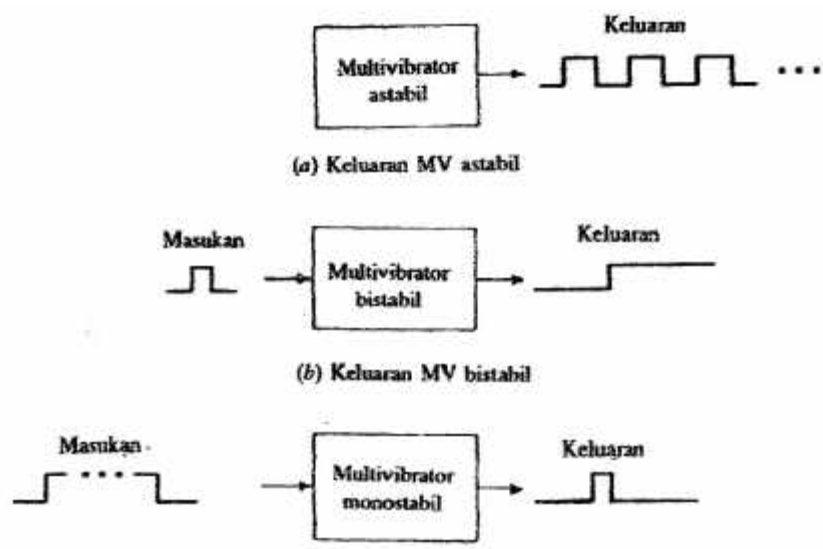 Keluaran
Multivibrator
astabil
(a) Keluaran MV astabil
Masukan
Keluaran
Multivibrator
bistabil
(b) Keluaran MV bistabil
Masukan
Keluaran
Multivibrator
monostabil